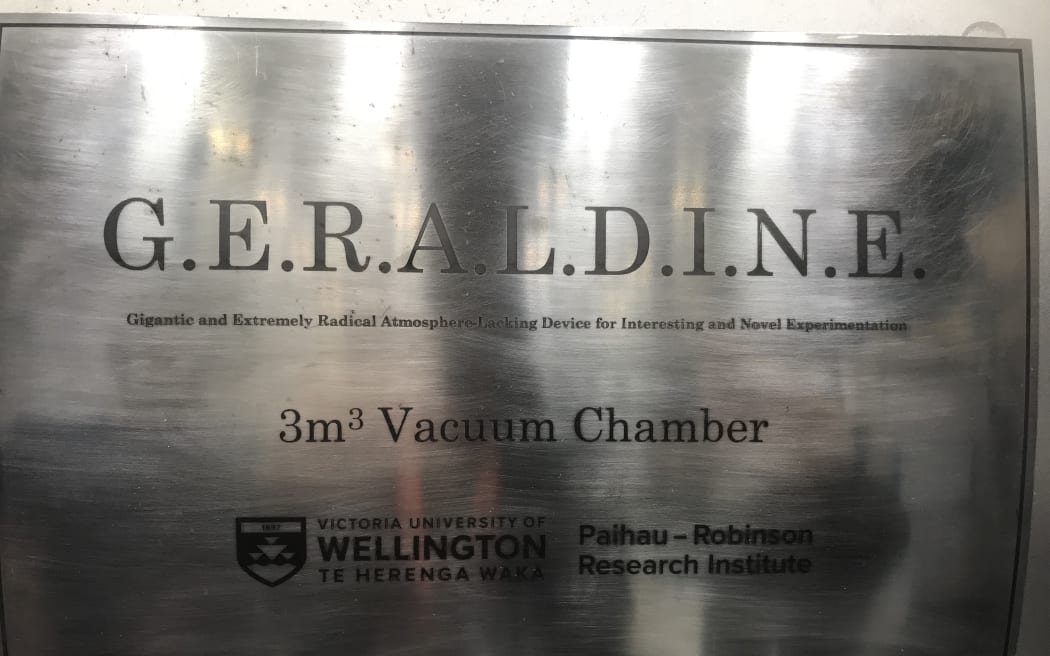 G.E.R.A.L.D.I.N.E.
Gigantic and Extremely Radical Atmosphere-Lacking Device for Interesting and Novel Experimentation
3m³ Vacuum Chamber
1897
VICTORIA UNIVERSITY OF
WELLINGTON
TE HERENGA WAKA
Paihau – Robinson
Research Institute